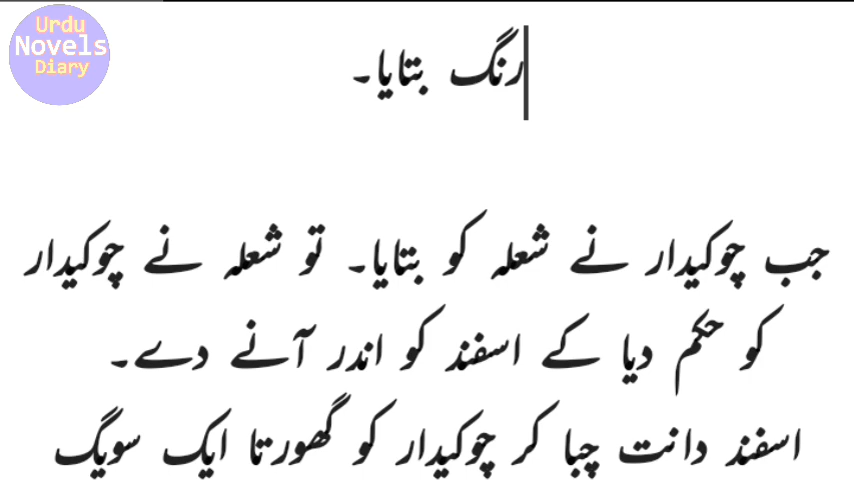 Urdu
Novels
Diary
رنگ بتایا۔
جب چوکیدار نے شعلہ کو بتایا۔ تو شعلہ نے چوکیدار
کو حکم دیا کے اسفند کو اندر آنے دے۔
اسفند دانت چبا کر چوکیدار کو گھورتا ایک سویگ